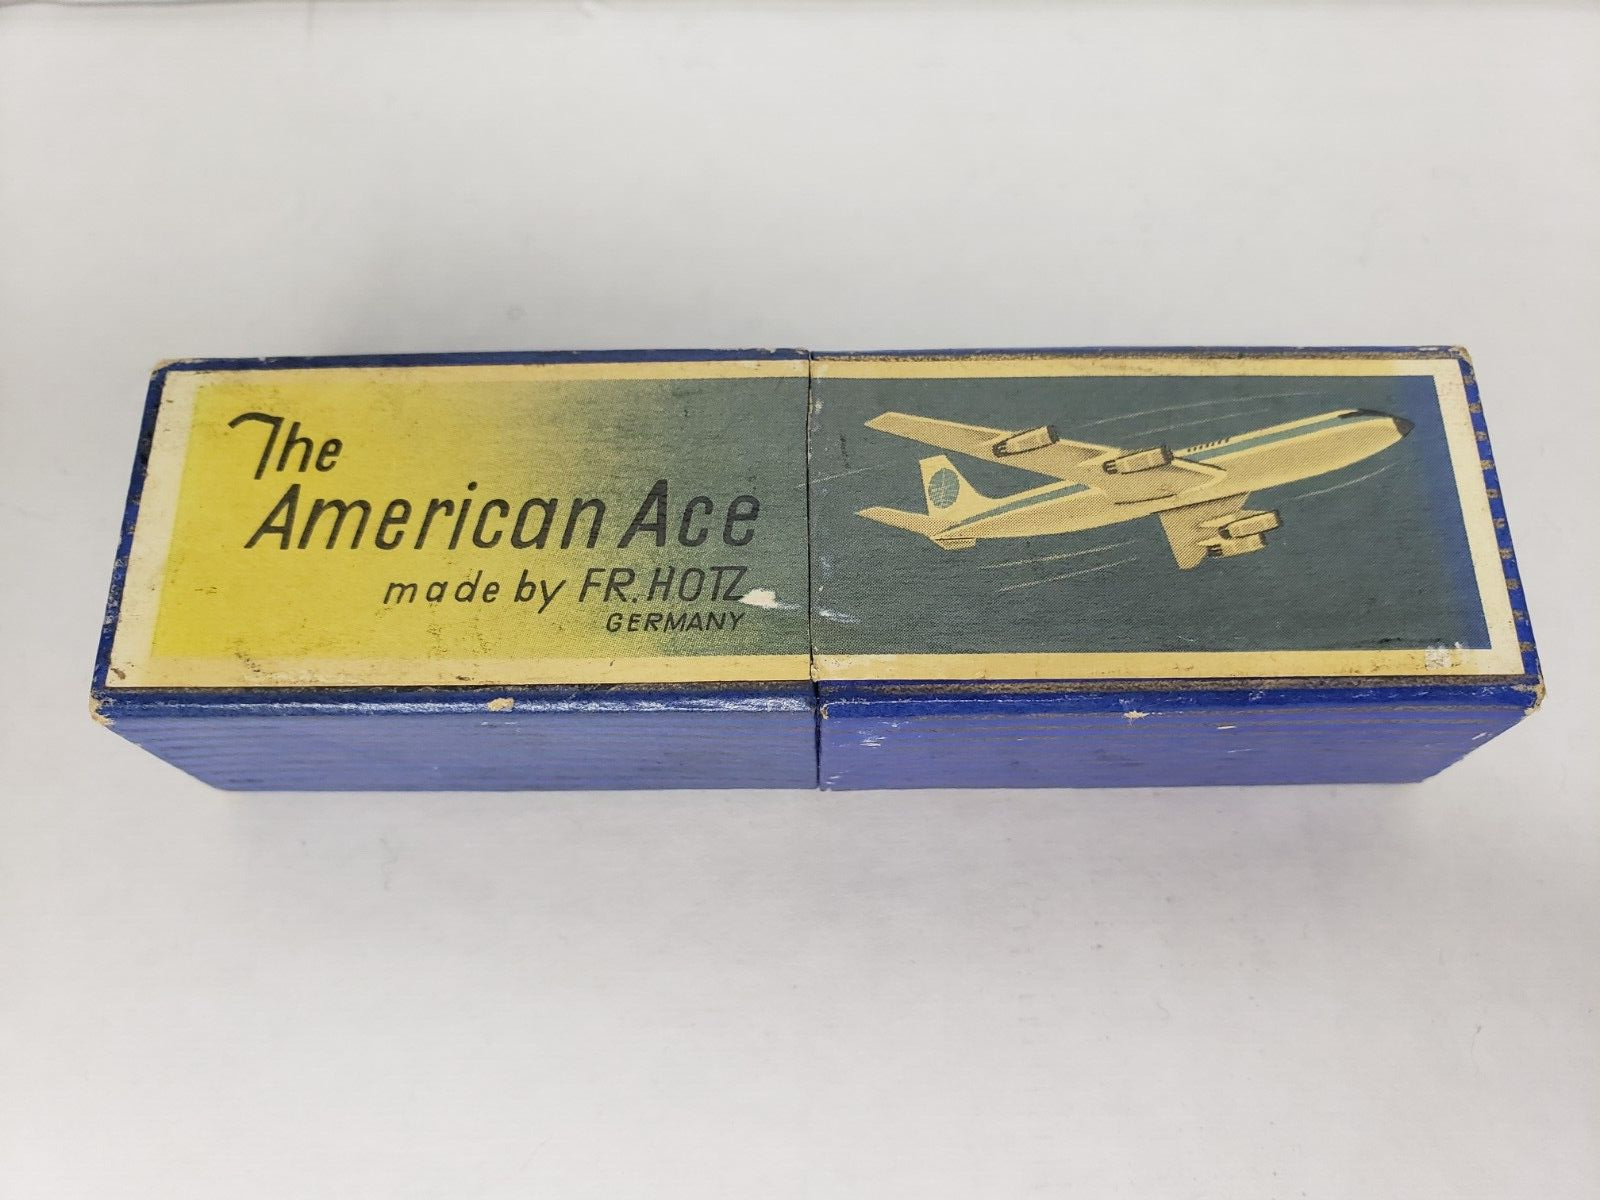 The
American Ace
made by FR. HOTZ
GERMANY